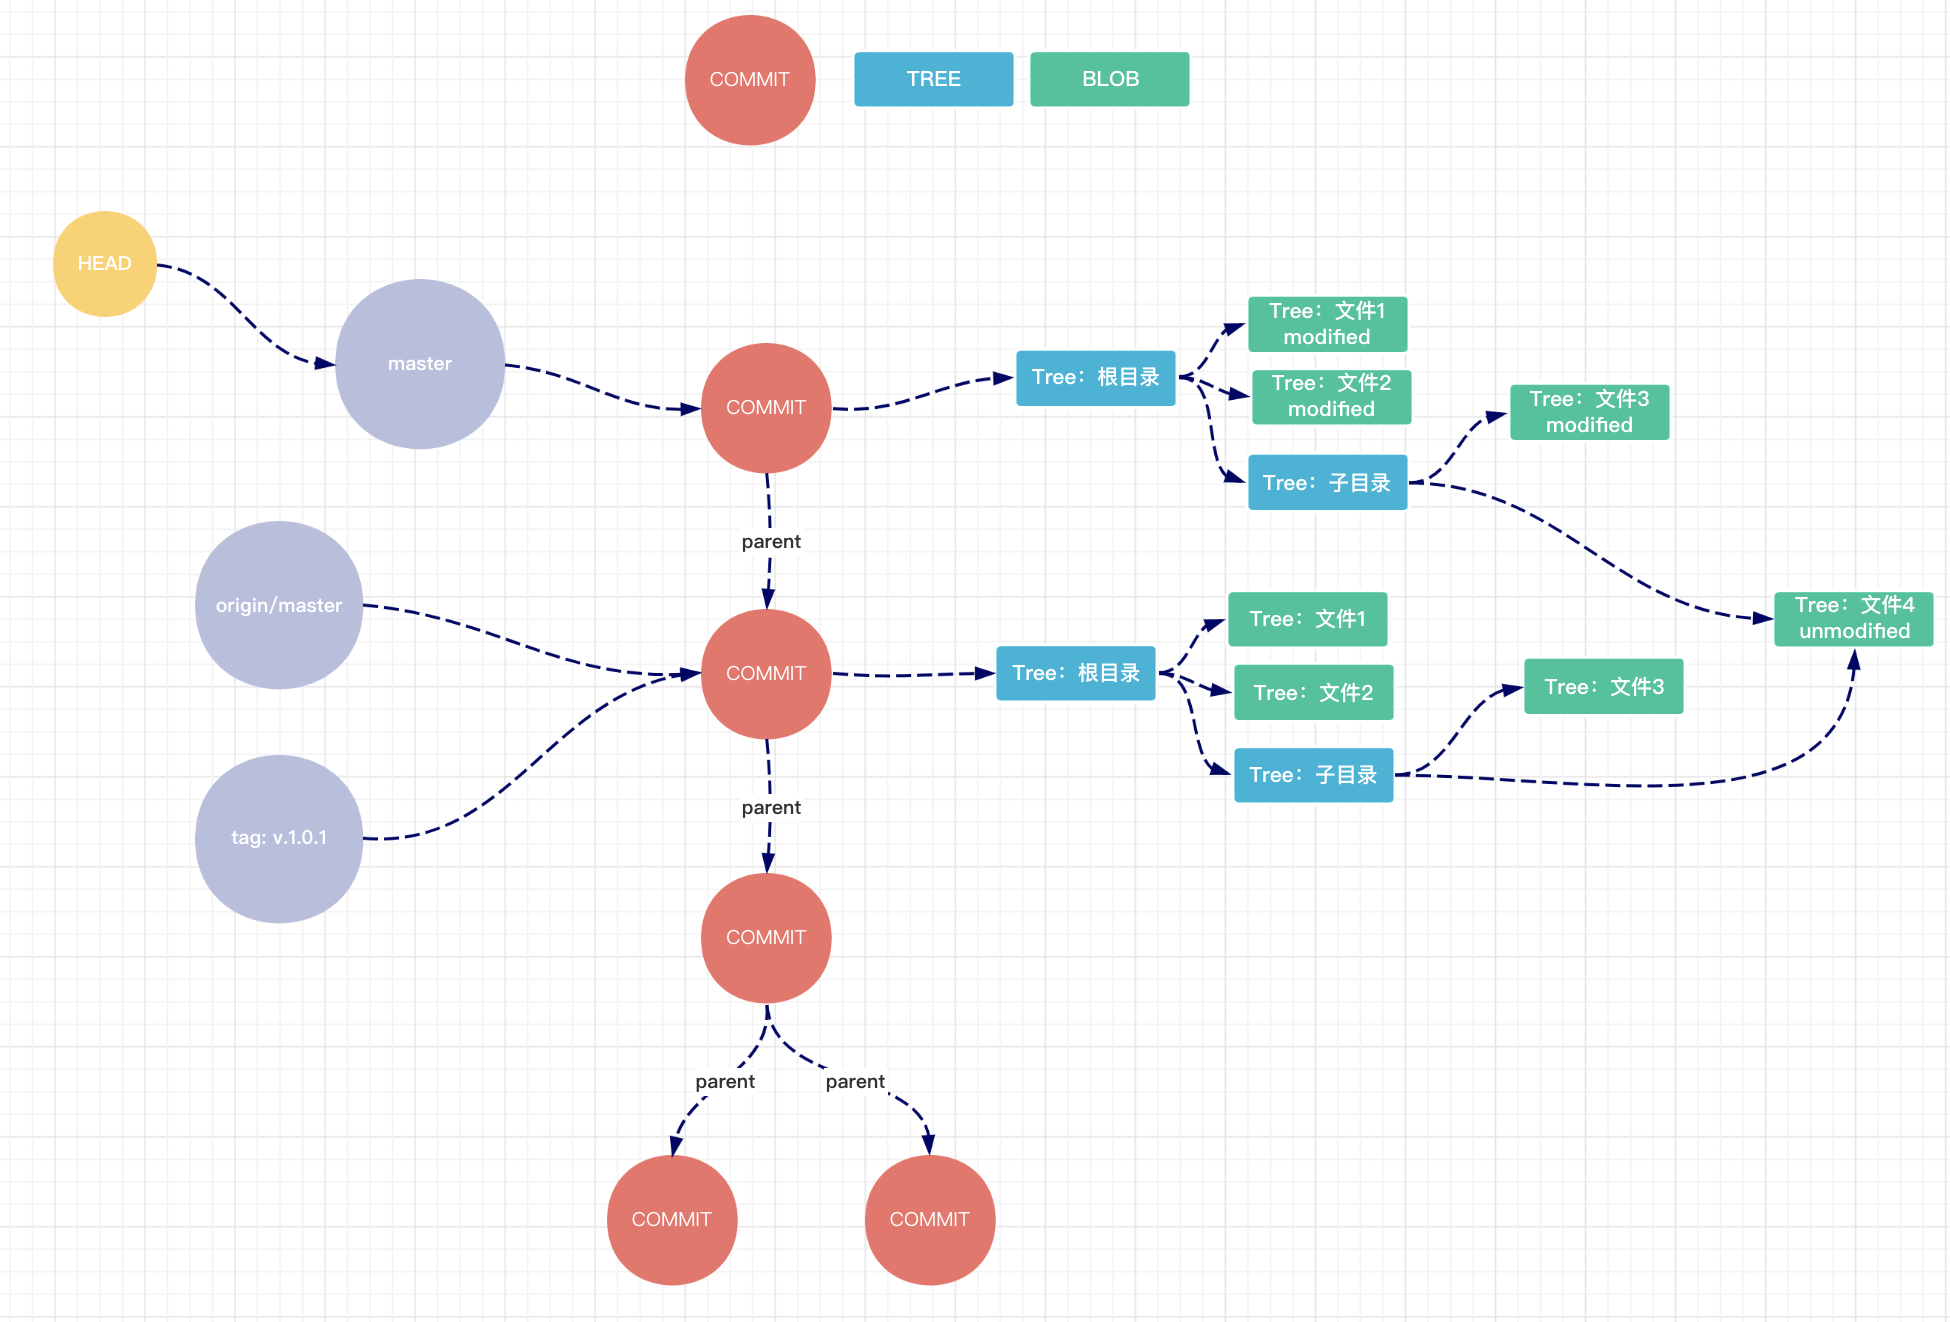 COMMIT
TREE
BLOB
HEAD
master
COMMIT
Tree：根目录
Tree：文件1
modified
Tree：文件2
modified
Tree：子目录
Tree：文件3
modified
parent
origin/master
COMMIT
Tree：根目录
Tree：文件1
Tree：文件2
Tree：子目录
Tree：文件3
Tree：文件4
unmodified
tag: v.1.0.1
parent
COMMIT
parent
parent
COMMIT
COMMIT